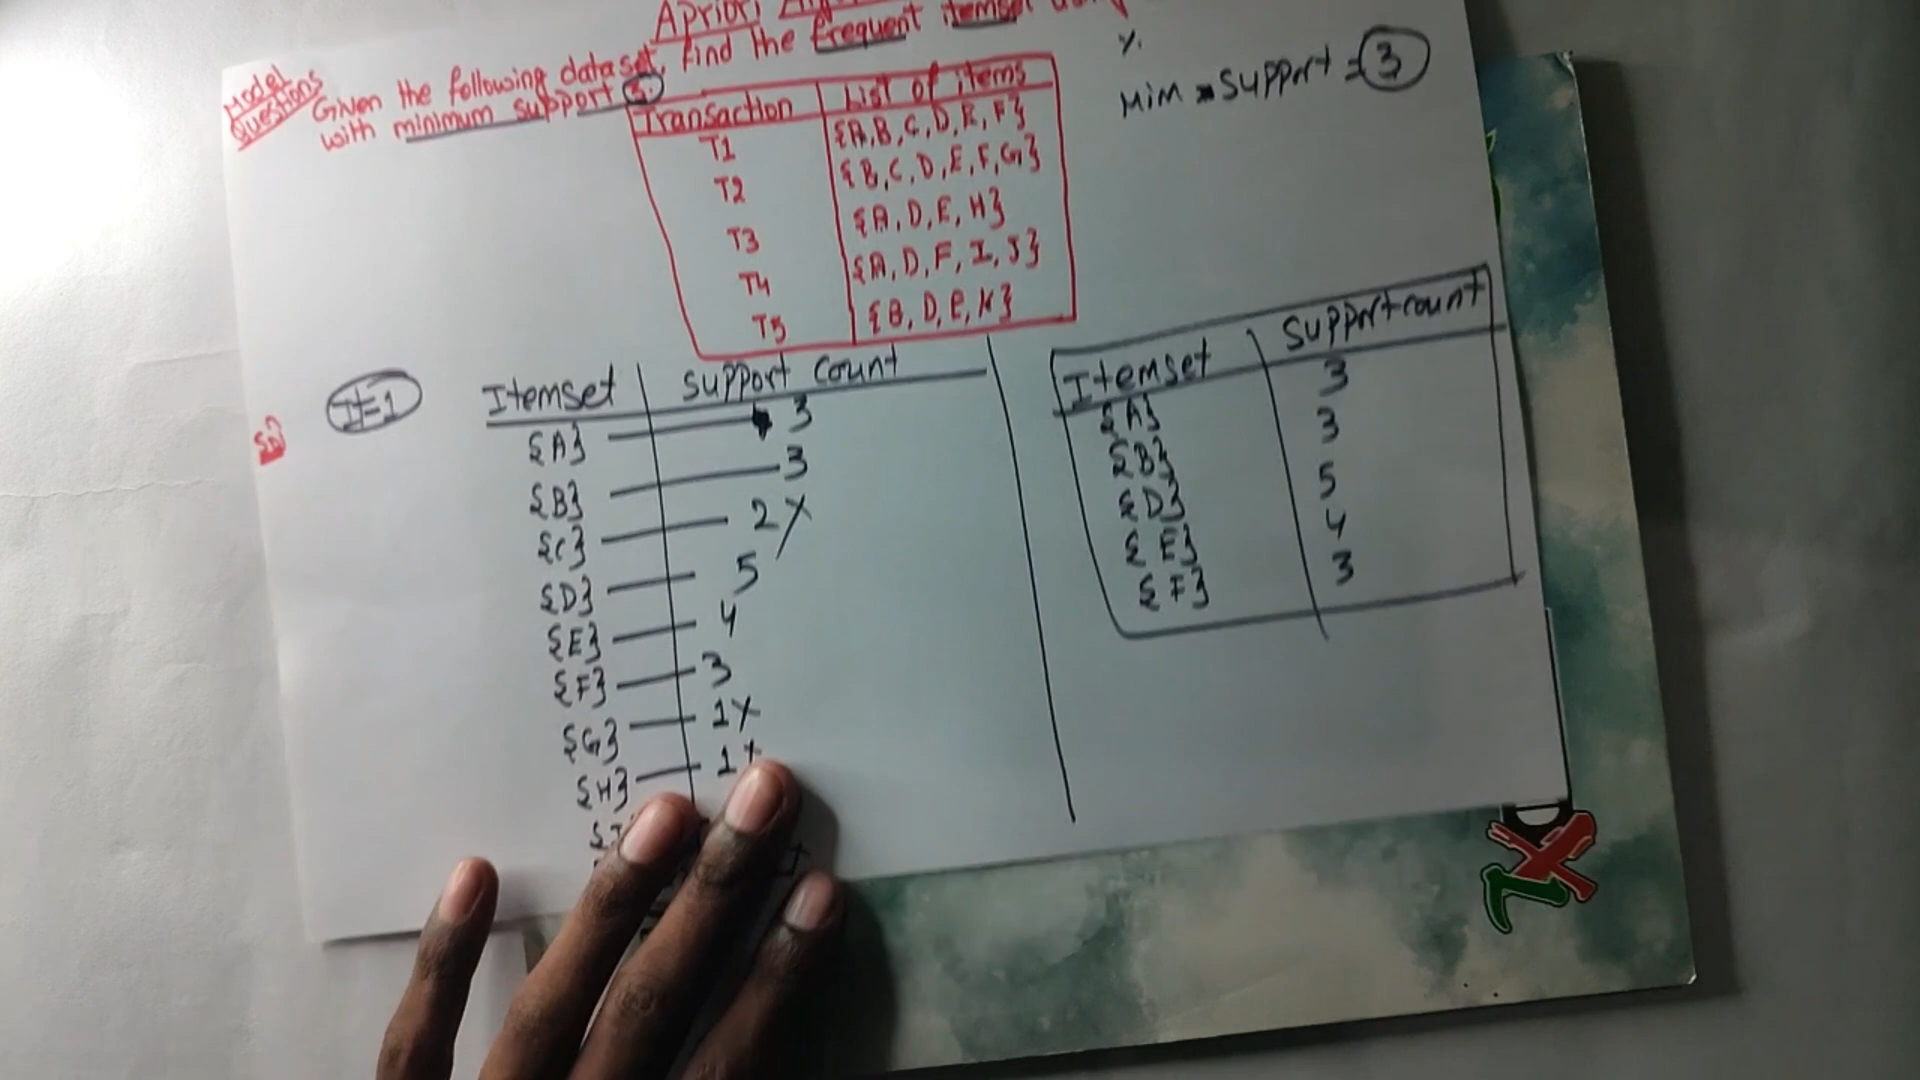 Apriori
Model Questions
Given the following dataset, find the frequent itemset
with minimum support 3.
%.
Min support = 3
Transaction List of items
T1 {A,B,C,D,E,F}
T2 {B,C,D,E,F,G}
T3 {A,D,E,H}
T4 {A,D,F,I,J}
T5 {B,D,E,K}
It=1
Itemset support count
{A} 3
{B} 3
{C} 2 X
{D} 5
{E} 4
{F} 3
{G} 1 X
{H} 1 X
Itemset support count
{A} 3
{B} 3
{D} 5
{E} 4
{F} 3